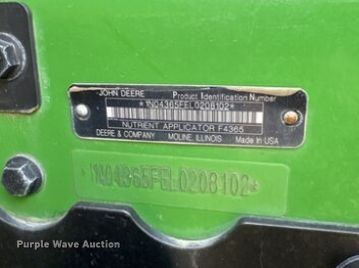 JOHN DEERE Product Identification Number
*1N04365FEL0208102*
NUTRIENT APPLICATOR F4365
DEERE & COMPANY MOLINE, ILLINOIS Made In USA
*1N04365FEL0208102*
Purple Wave Auction